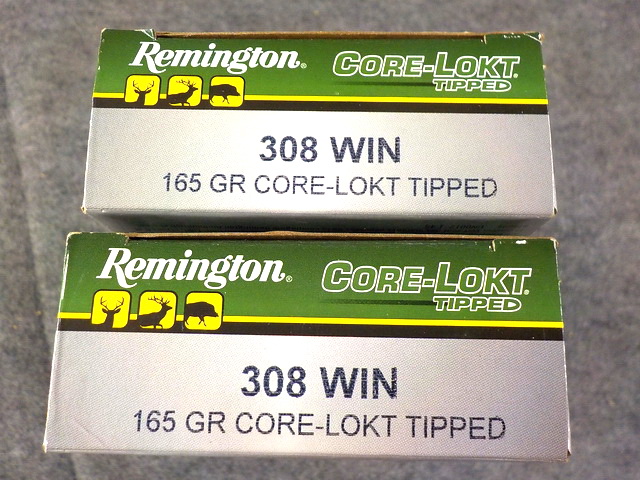 Remington®
CORE-LOKT®
TIPPED
308 WIN
165 GR CORE-LOKT TIPPED
Remington®
CORE-LOKT®
TIPPED
308 WIN
165 GR CORE-LOKT TIPPED